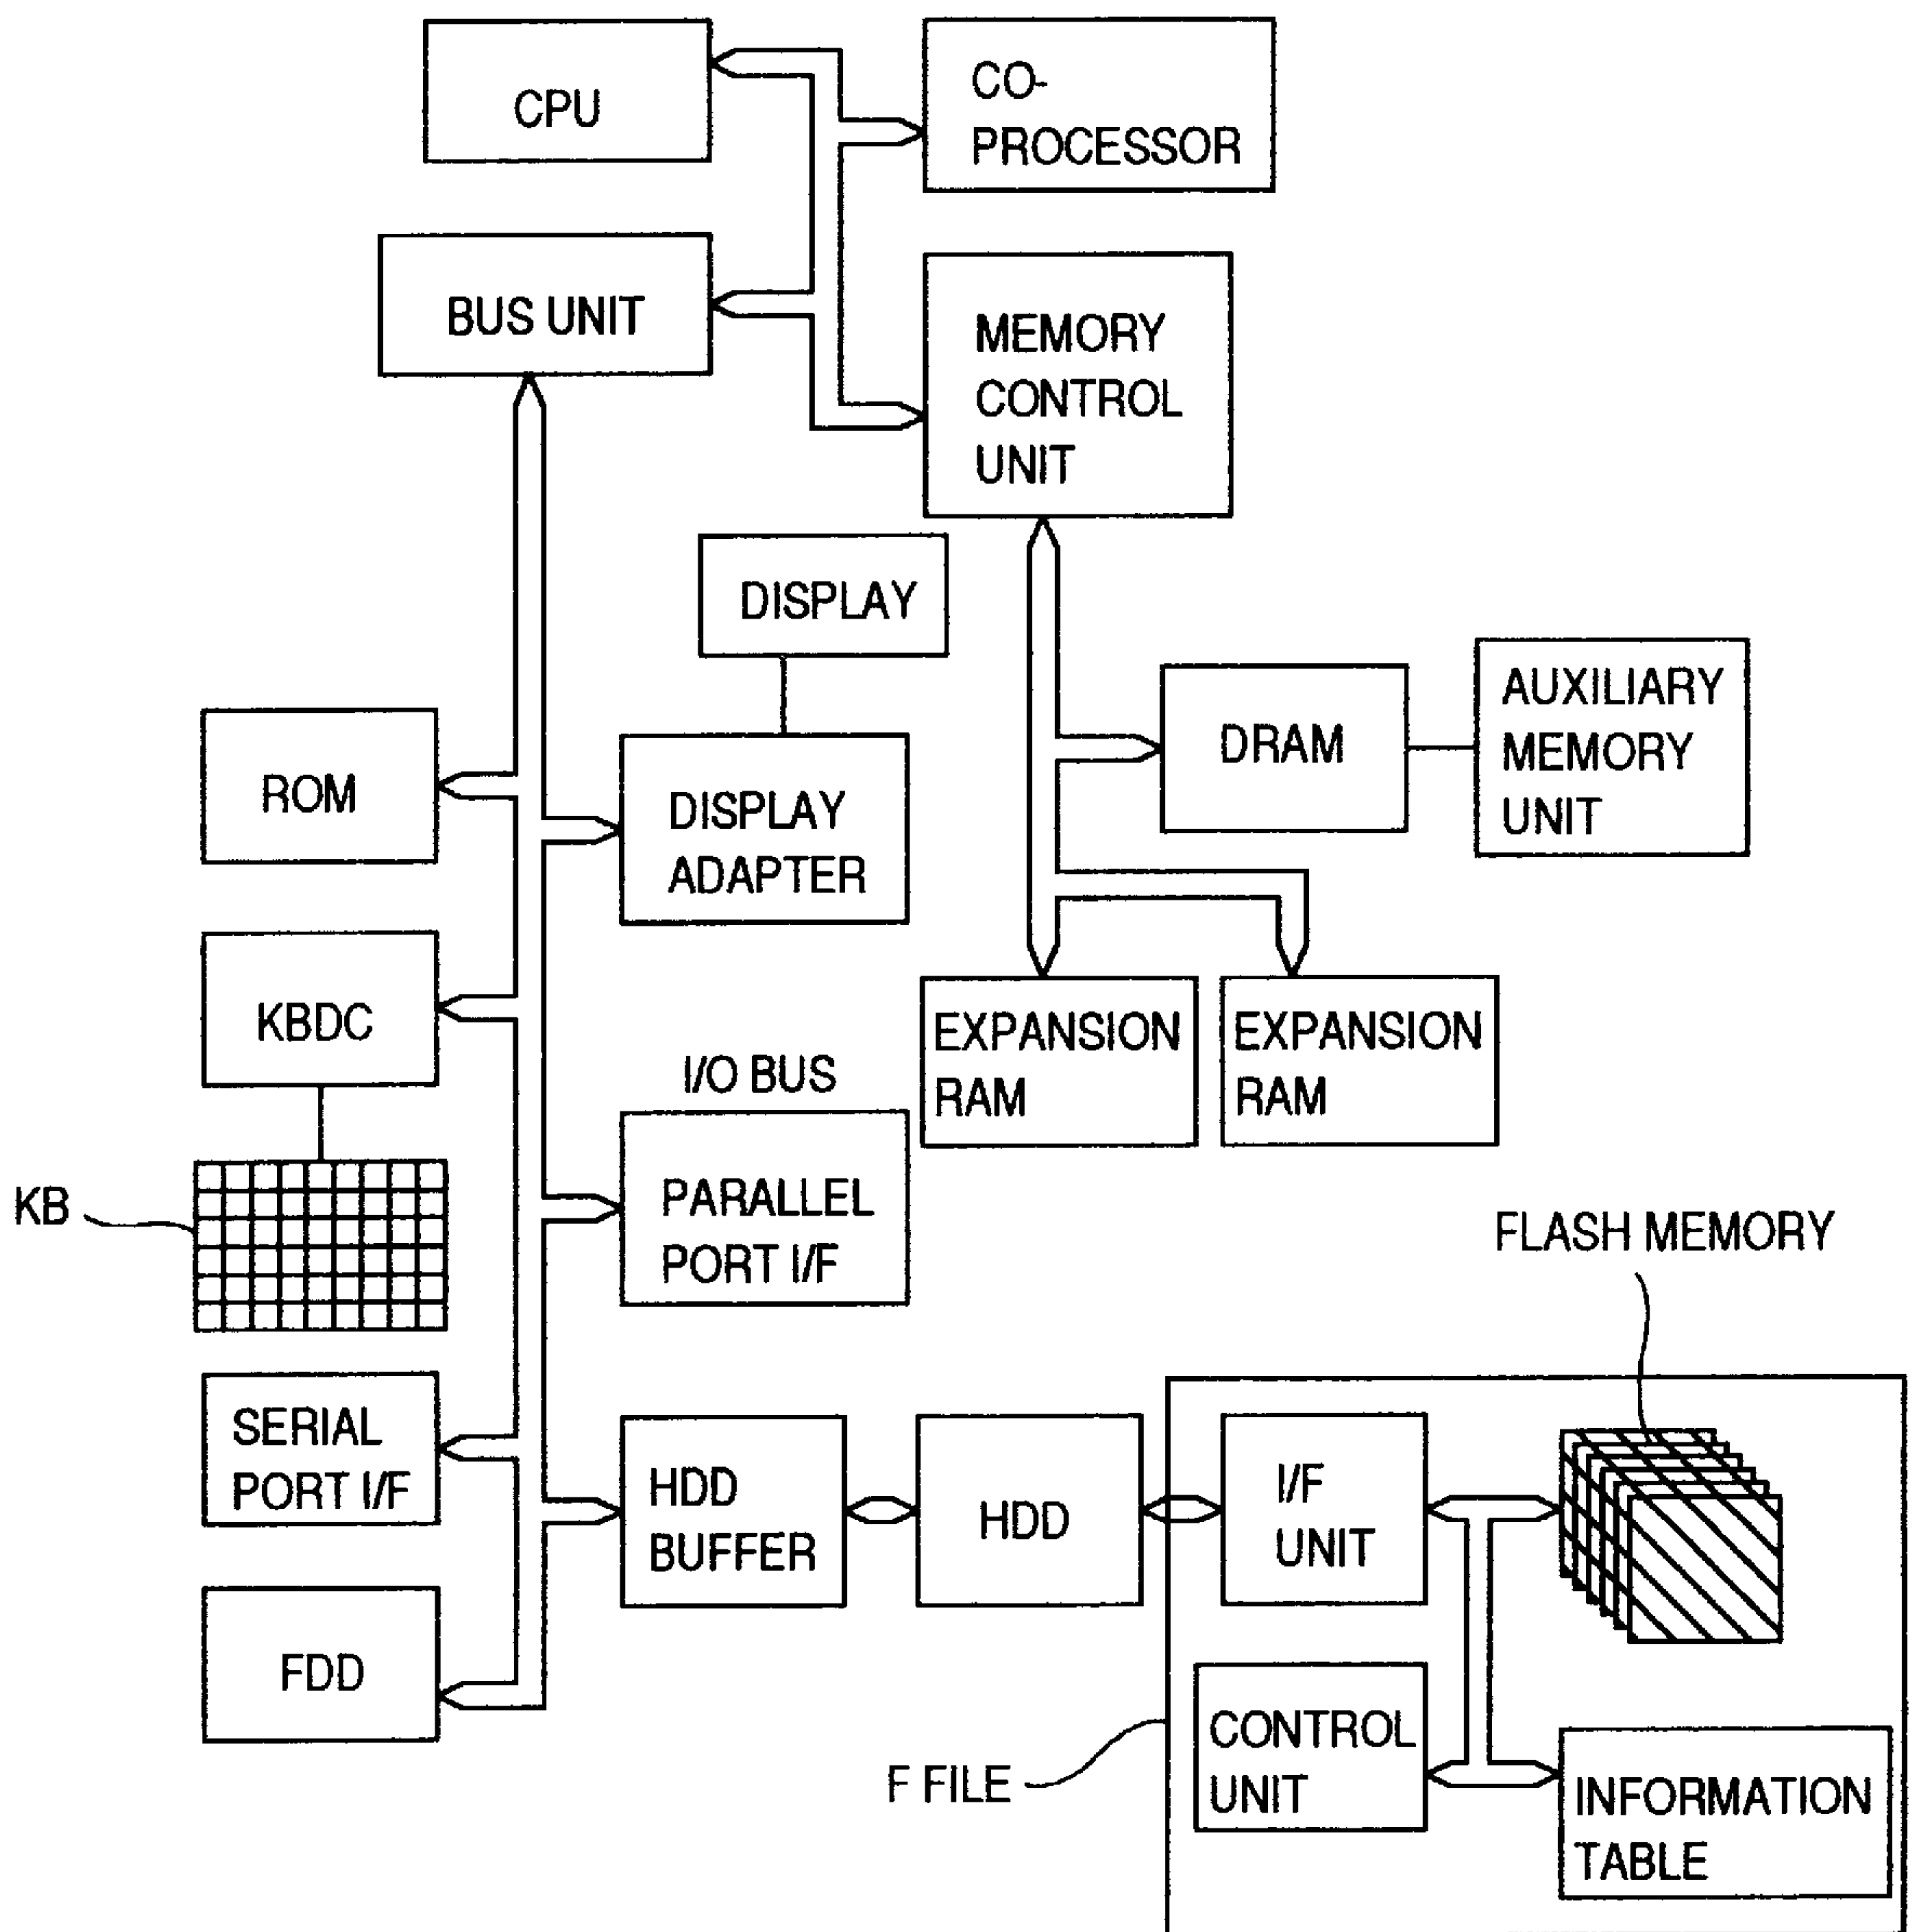 CPU
CO-
PROCESSOR
BUS UNIT
MEMORY
CONTROL
UNIT
DISPLAY
DRAM
AUXILIARY
MEMORY
UNIT
ROM
DISPLAY
ADAPTER
KBDC
EXPANSION
RAM
EXPANSION
RAM
I/O BUS
KB
PARALLEL
PORT I/F
FLASH MEMORY
SERIAL
PORT I/F
HDD
BUFFER
HDD
I/F
UNIT
FDD
CONTROL
UNIT
F FILE
INFORMATION
TABLE